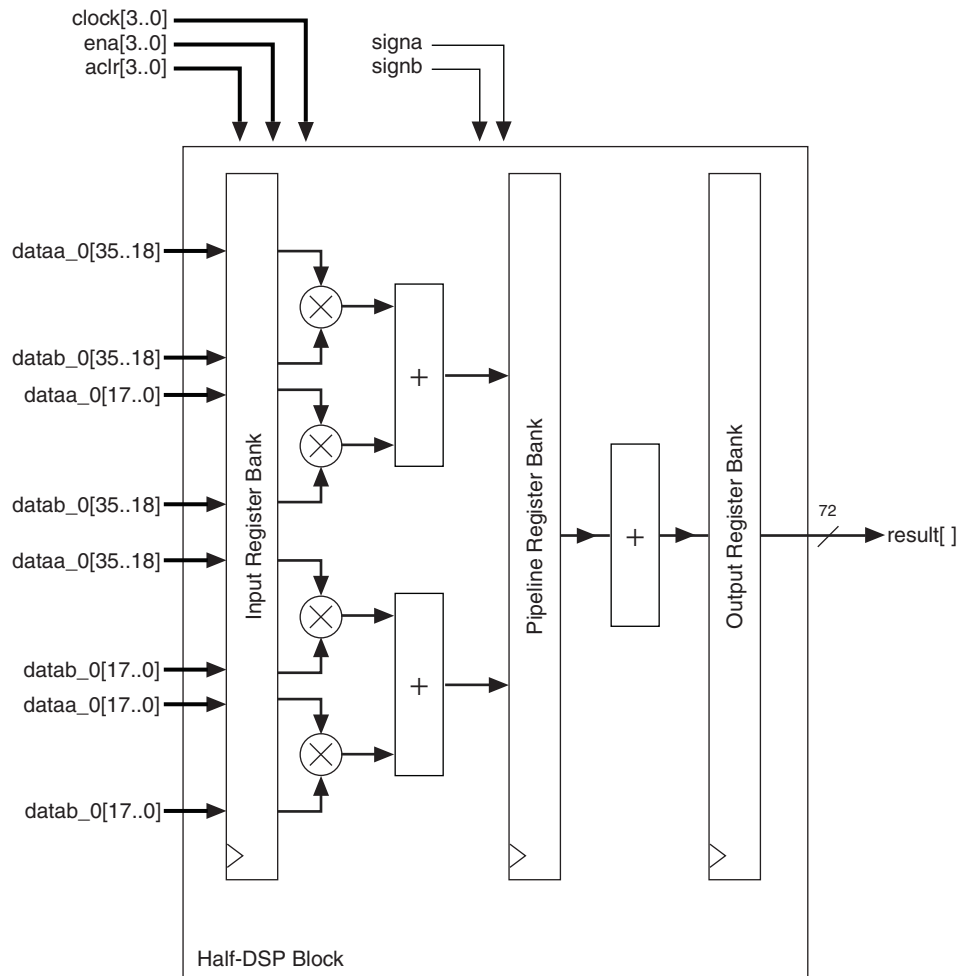 clock[3..0]
ena[3..0]
aclr[3..0]
signa
signb
dataa_0[35..18]
datab_0[35..18]
dataa_0[17..0]
datab_0[35..18]
dataa_0[35..18]
datab_0[17..0]
dataa_0[17..0]
datab_0[17..0]
Input Register Bank
+
+
Pipeline Register Bank
+
Output Register Bank
72
result[ ]
Half-DSP Block